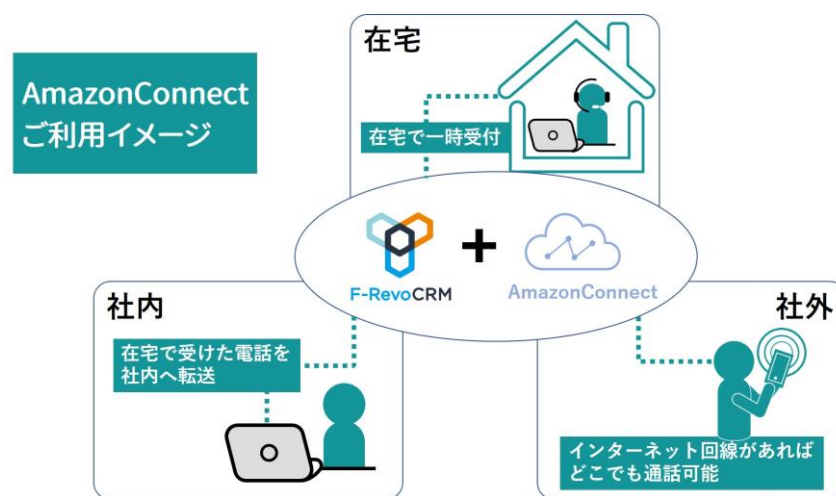 AmazonConnect
ご利用イメージ
在宅
在宅で一時受付
F-RevoCRM
+
AmazonConnect
社内
在宅で受けた電話を
社内へ転送
社外
インターネット回線があれば
どこでも通話可能